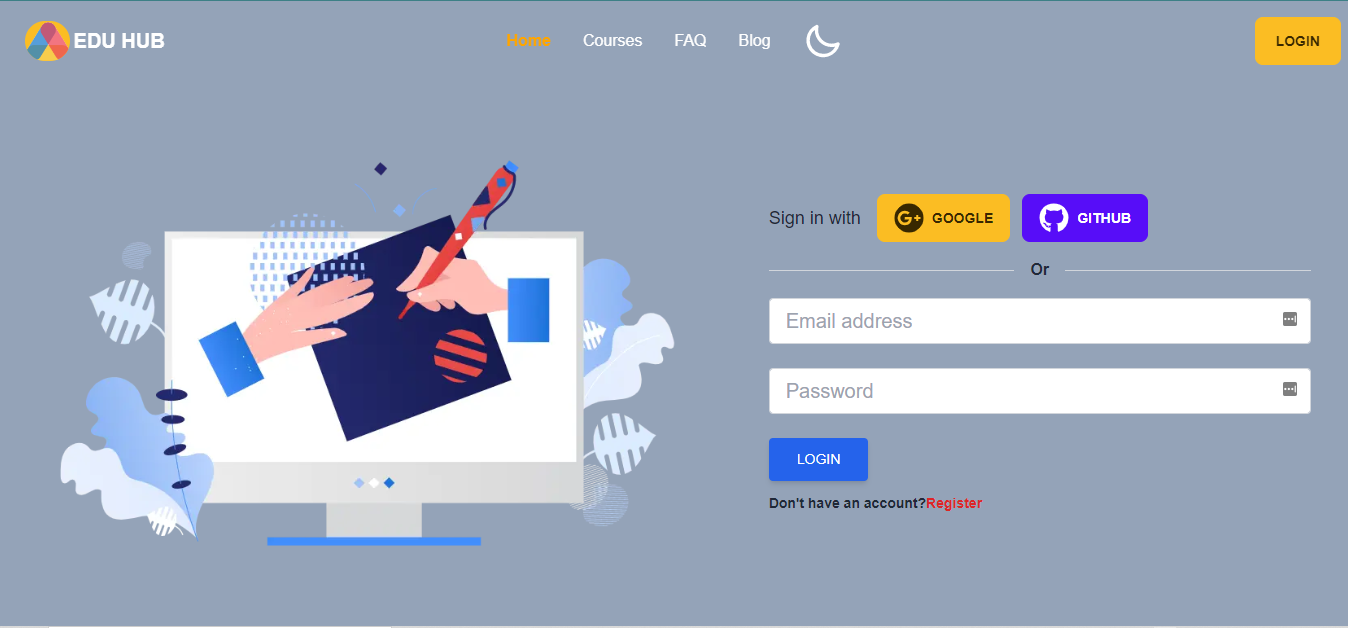 EDU HUB
Home Courses FAQ Blog
LOGIN
Sign in with
G+ GOOGLE
GITHUB
Or
Email address
Password
LOGIN
Don't have an account?Register